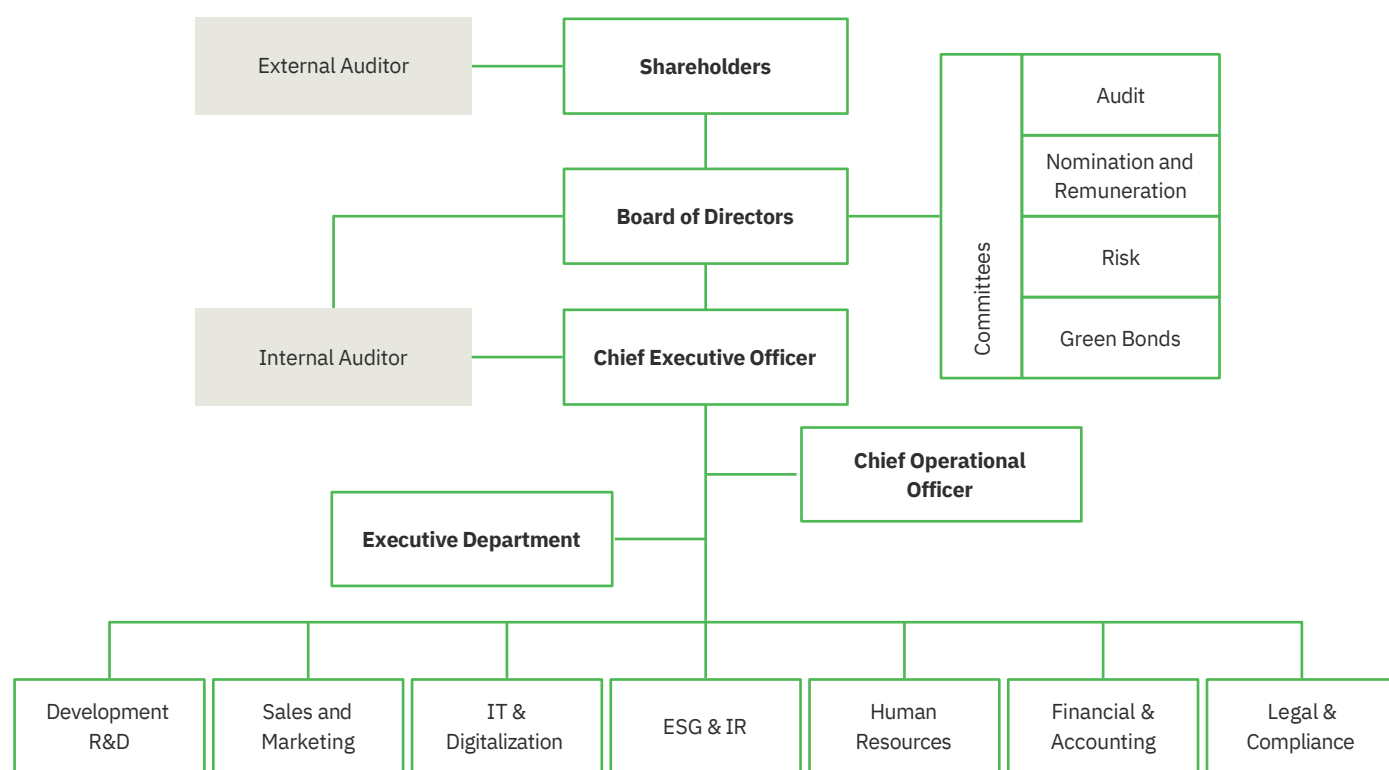 External Auditor
Shareholders
Audit
Nomination and
Remuneration
Board of Directors
Committees
Risk
Green Bonds
Internal Auditor
Chief Executive Officer
Chief Operational
Officer
Executive Department
Development
R&D
Sales and
Marketing
IT &
Digitalization
ESG & IR
Human
Resources
Financial &
Accounting
Legal &
Compliance